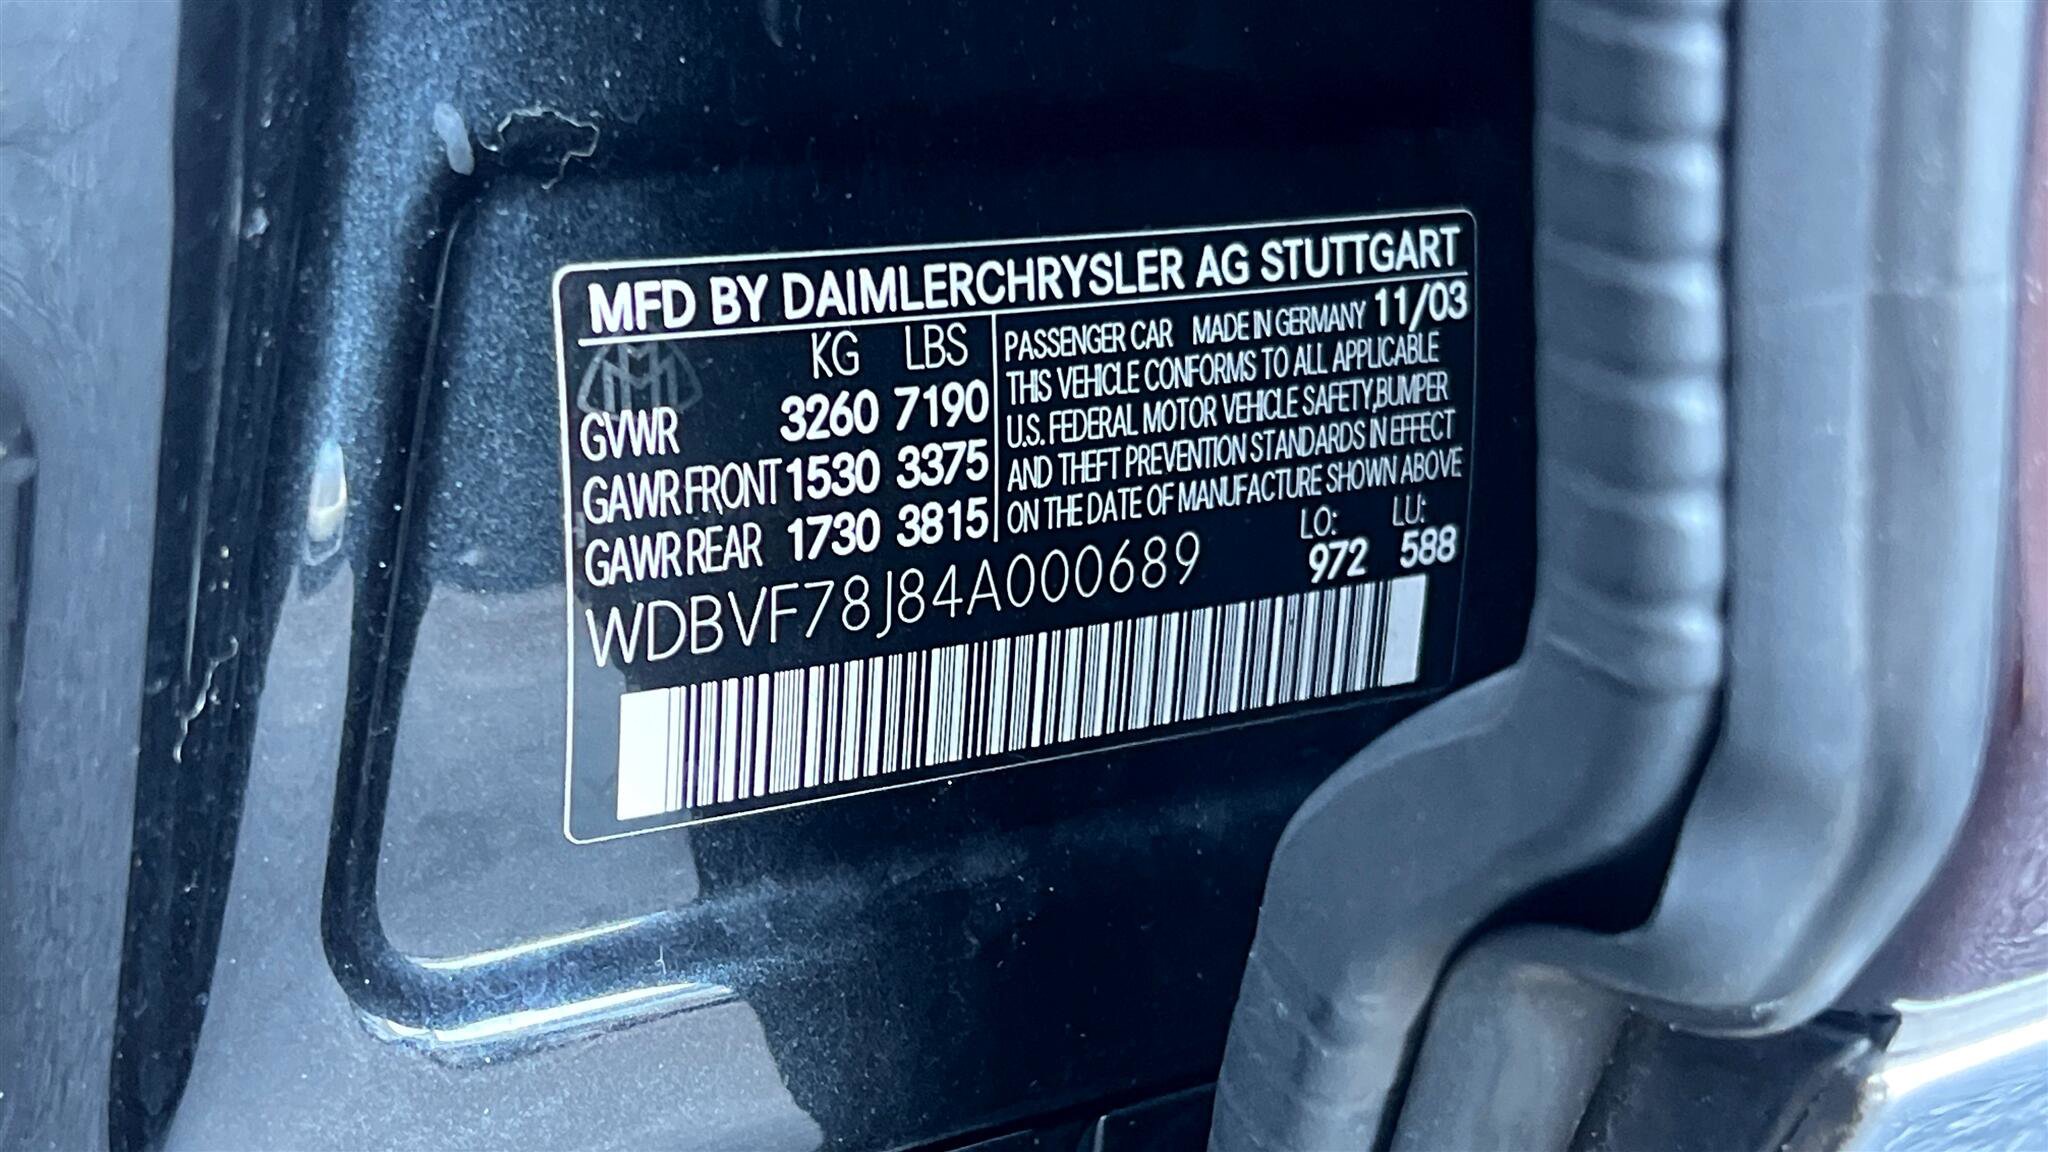 MFD BY DAIMLERCHRYSLER AG STUTTGART
KG LBS
GVWR 3260 7190
GAWR FRONT 1530 3375
GAWR REAR 1730 3815
PASSENGER CAR MADE IN GERMANY 11/03
THIS VEHICLE CONFORMS TO ALL APPLICABLE
U.S. FEDERAL MOTOR VEHICLE SAFETY,BUMPER
AND THEFT PREVENTION STANDARDS IN EFFECT
ON THE DATE OF MANUFACTURE SHOWN ABOVE
LO: LU:
972 588
WDBVF78J84A000689